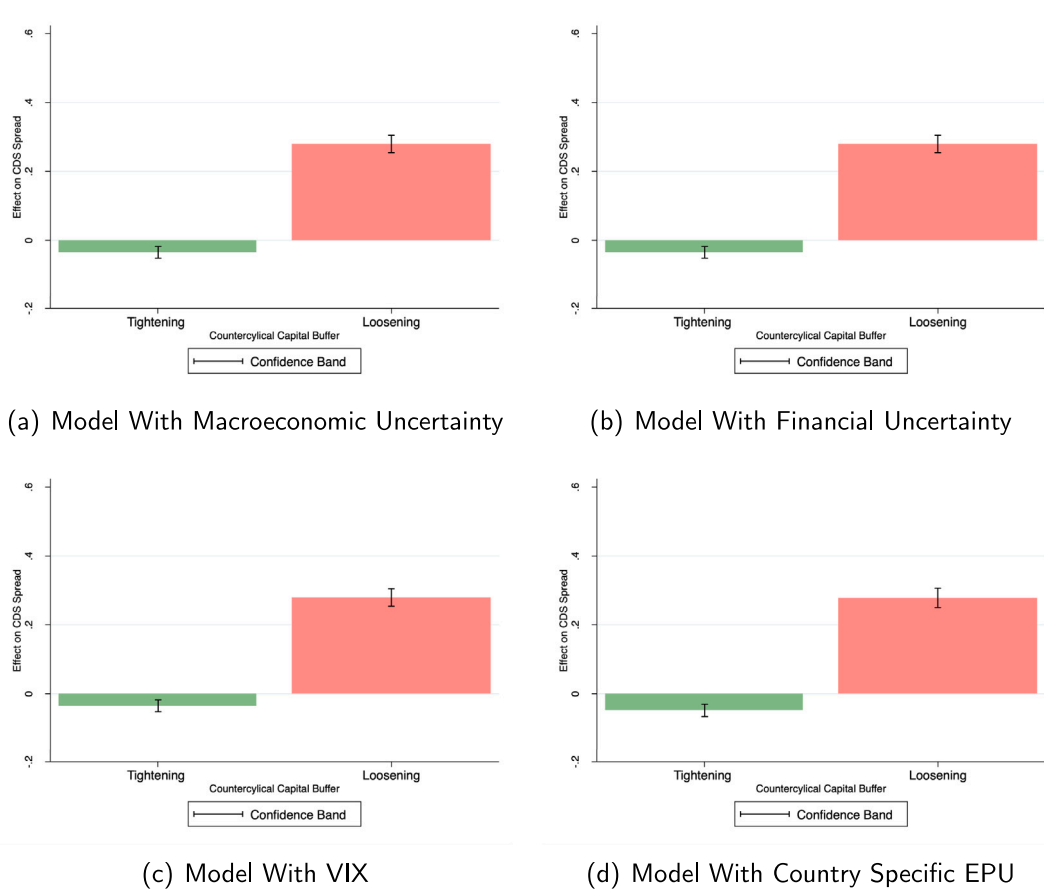 .6
.4
.2
0
-.2
Effect on CDS Spread
Tightening
Loosening
Countercylical Capital Buffer
Confidence Band
(a) Model With Macroeconomic Uncertainty
.6
.4
.2
0
-.2
Effect on CDS Spread
Tightening
Loosening
Countercylical Capital Buffer
Confidence Band
(b) Model With Financial Uncertainty
.6
.4
.2
0
-.2
Effect on CDS Spread
Tightening
Loosening
Countercylical Capital Buffer
Confidence Band
(c) Model With VIX
.6
.4
.2
0
-.2
Effect on CDS Spread
Tightening
Loosening
Countercylical Capital Buffer
Confidence Band
(d) Model With Country Specific EPU